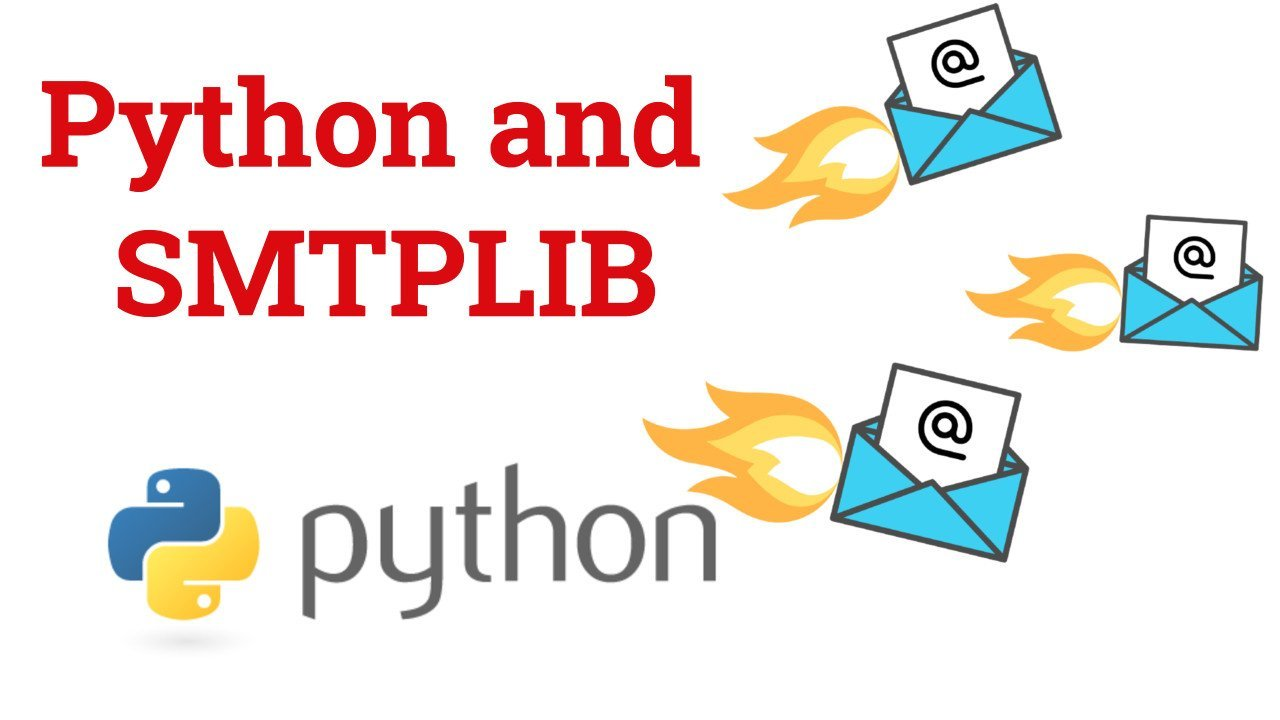 Python and
SMTPLIB
@
@
@
python